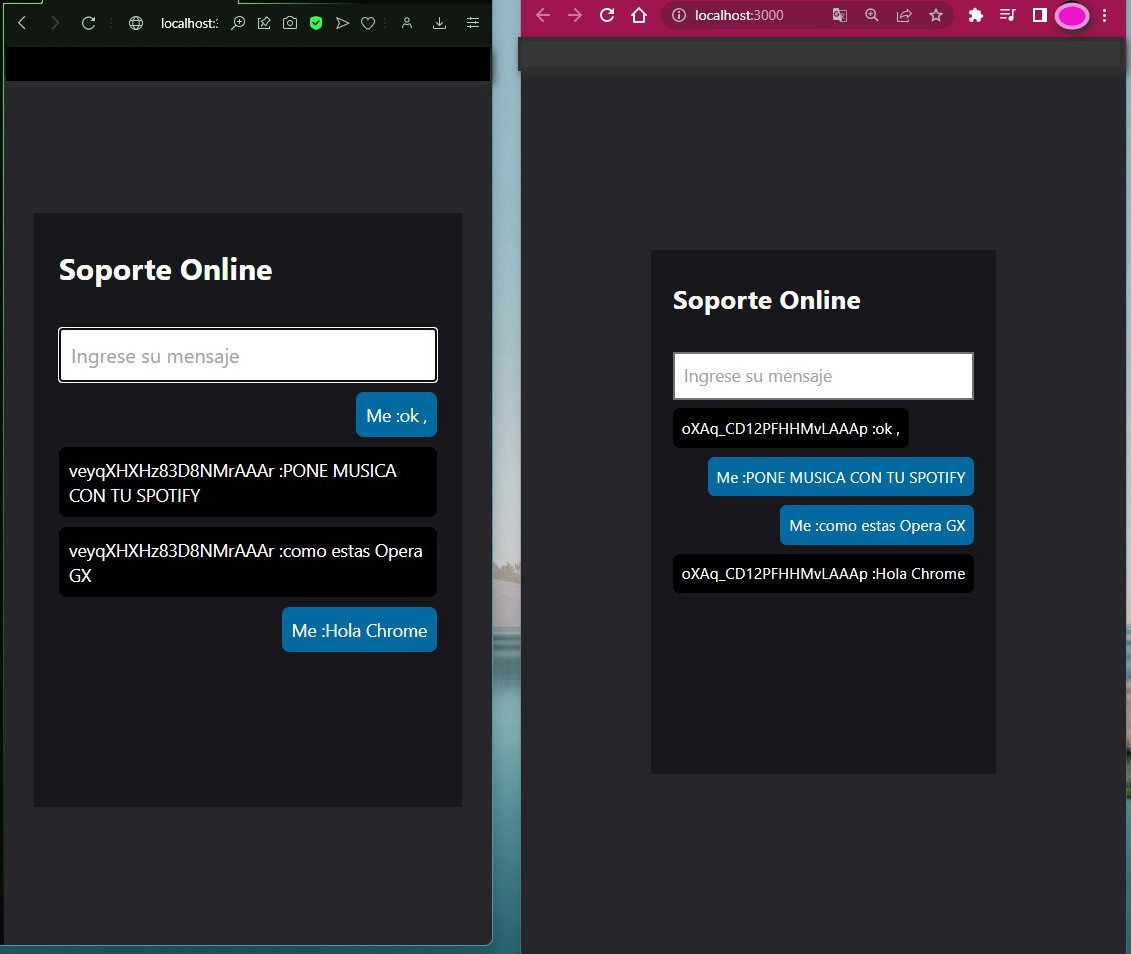 localhost:
Soporte Online
Ingrese su mensaje
Me :ok ,
veyqXHXHz83D8NMrAAAr :PONE MUSICA
CON TU SPOTIFY
veyqXHXHz83D8NMrAAAr :como estas Opera
GX
Me :Hola Chrome
localhost:3000
Soporte Online
Ingrese su mensaje
oXAq_CD12PFHHMvLAAAp :ok ,
Me :PONE MUSICA CON TU SPOTIFY
Me :como estas Opera GX
oXAq_CD12PFHHMvLAAAp :Hola Chrome